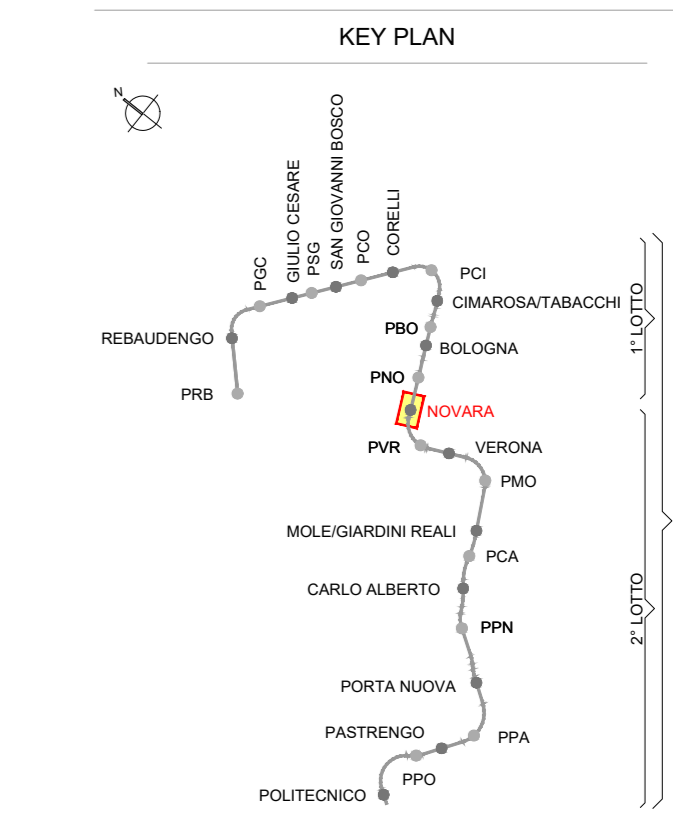 KEY PLAN
N
PGC
GIULIO CESARE
PSG
SAN GIOVANNI BOSCO
PCO
CORELLI
PCI
CIMAROSA/TABACCHI
PBO
REBAUDENGO
BOLOGNA
PNO
PRB
NOVARA
PVR
VERONA
PMO
MOLE/GIARDINI REALI
PCA
CARLO ALBERTO
PPN
PORTA NUOVA
PASTRENGO
PPA
PPO
POLITECNICO
1° LOTTO
2° LOTTO